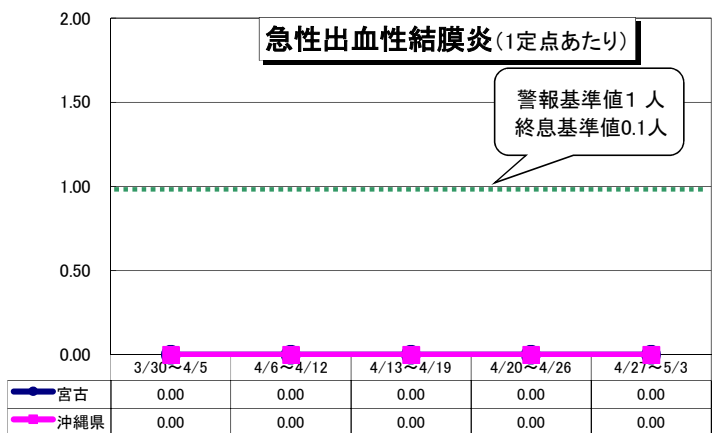 急性出血性結膜炎(1定点あたり)
警報基準値1 人
終息基準値0.1人
2.00
1.50
1.00
0.50
0.00
3/30～4/5 4/6～4/12 4/13～4/19 4/20～4/26 4/27～5/3
宮古 0.00 0.00 0.00 0.00 0.00
沖縄県 0.00 0.00 0.00 0.00 0.00